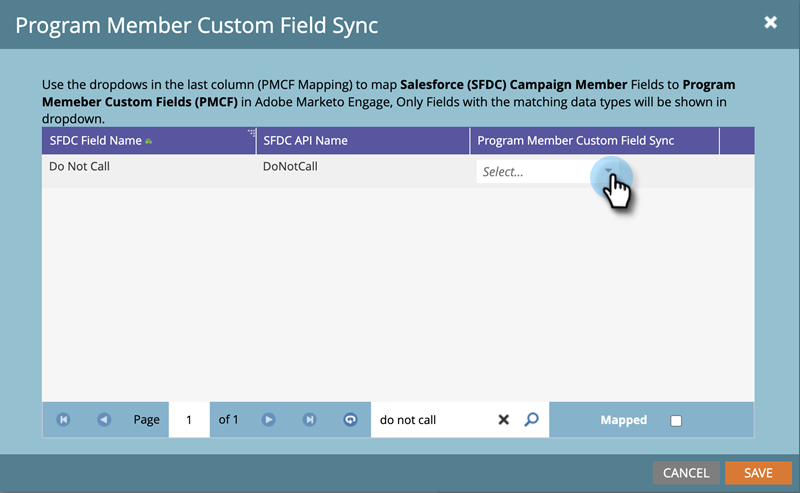 Program Member Custom Field Sync
Use the dropdowns in the last column (PMCF Mapping) to map Salesforce (SFDC) Campaign Member Fields to Program
Memeber Custom Fields (PMCF) in Adobe Marketo Engage, Only Fields with the matching data types will be shown in
dropdown.
SFDC Field Name SFDC API Name Program Member Custom Field Sync
Do Not Call DoNotCall Select...
Page 1 of 1 do not call Mapped
CANCEL SAVE